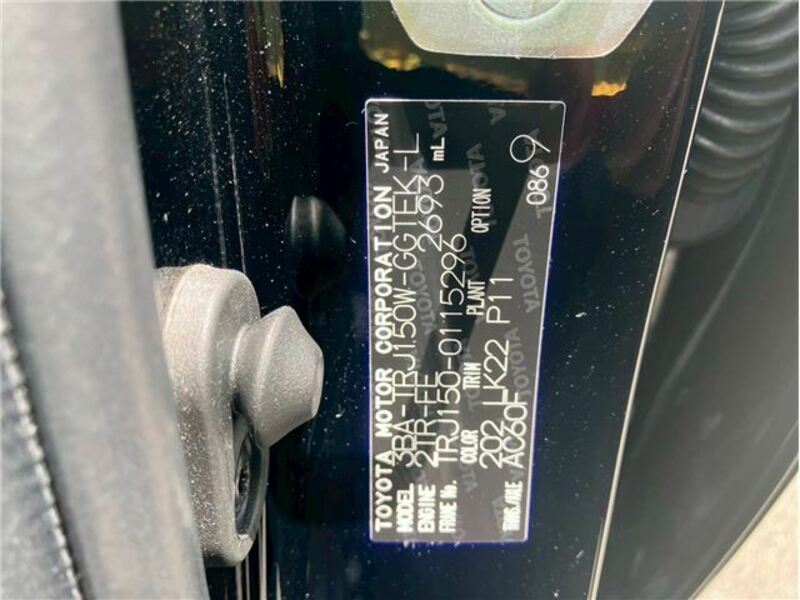 TOYOTA MOTOR CORPORATION JAPAN
MODEL 3BA-TRJ150W-GGTEK-L
ENGINE 2TR-FE 2693 mL
FRAME No. TRJ150-0115296
COLOR TRIM PLANT OPTION
202 LK22 P11
TRNS./AXLE AC60F 086